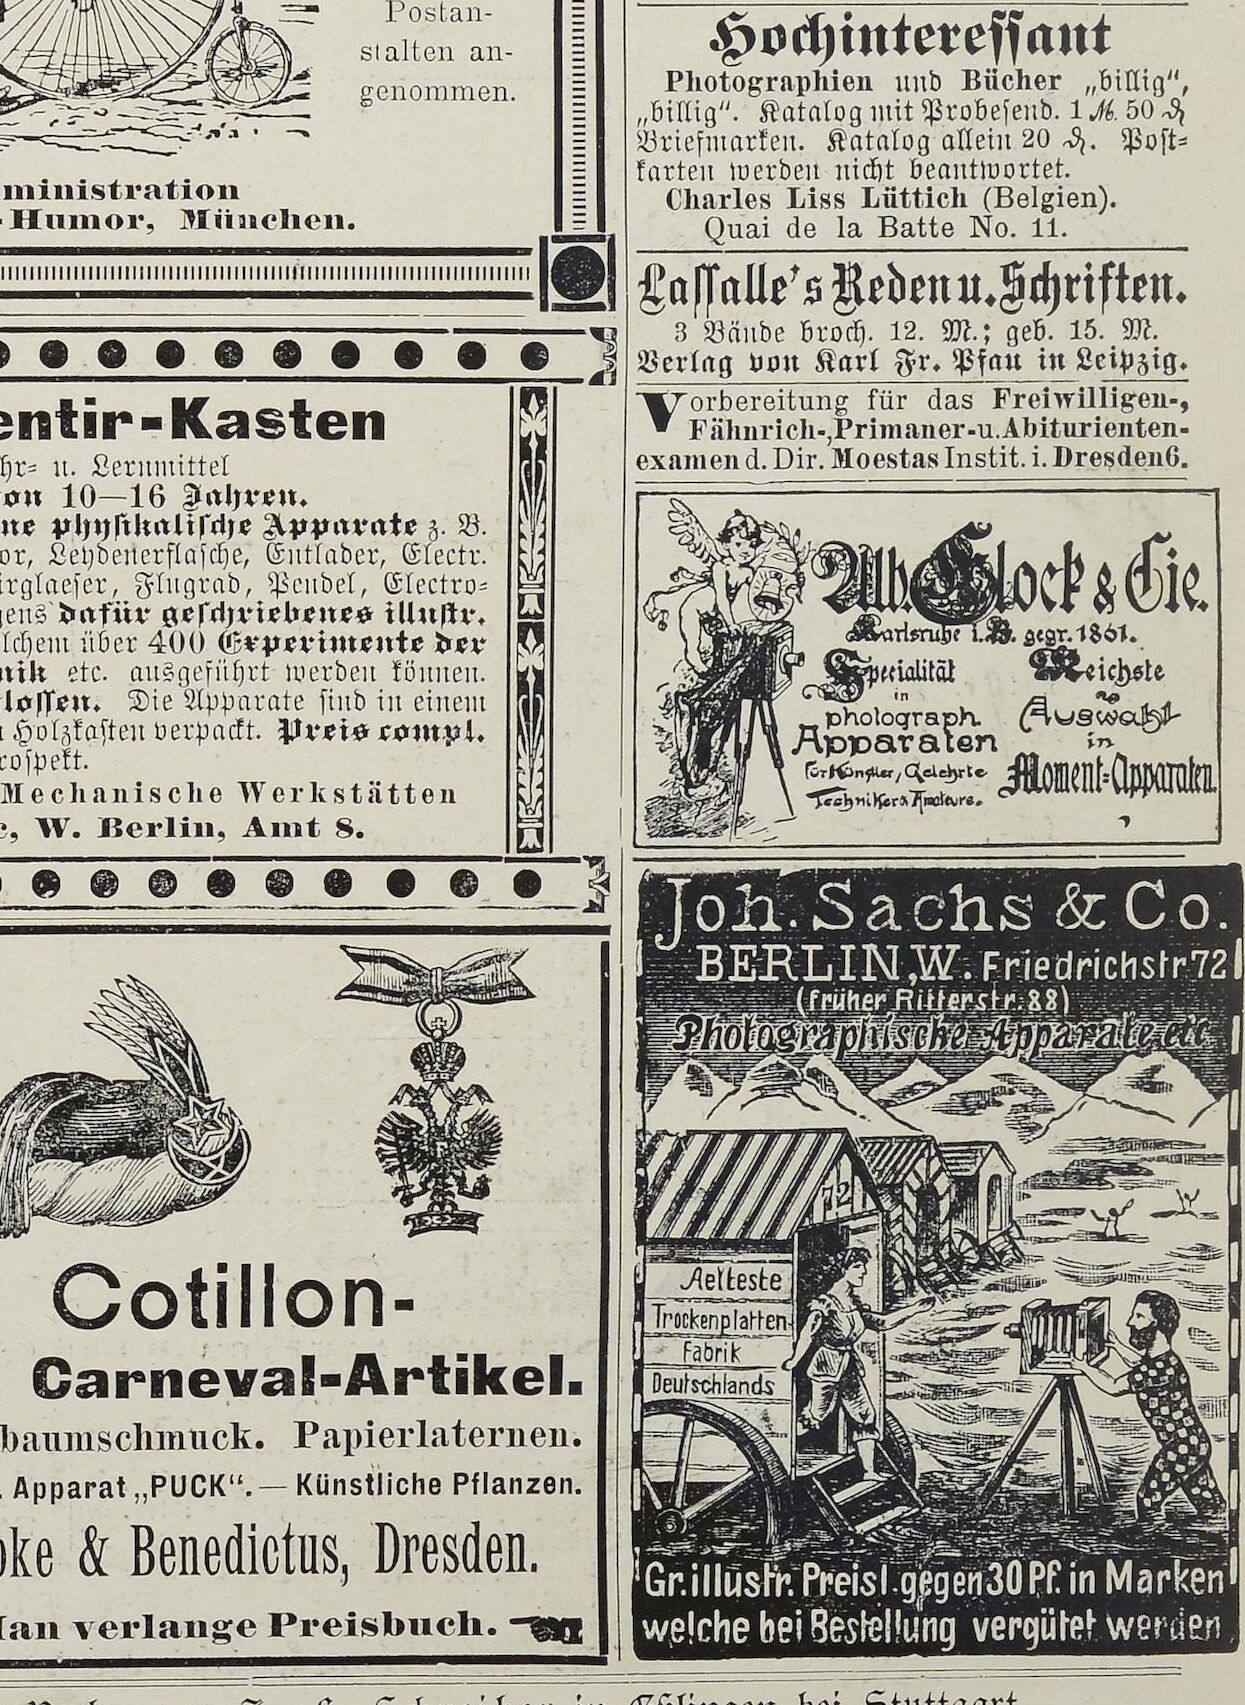 Postan-
stalten an-
genommen.
ministration
-Humor, München.
entir-Kasten
hr- u. Lernmittel
von 10—16 Jahren.
ne physikalische Apparate z. B.
or, Leydenerflasche, Entlader, Electr.
irglaeser, Flugrad, Pendel, Electro-
gens dafür geschriebenes illustr.
lchem über 400 Experimente der
nik etc. ausgeführt werden können.
lossen. Die Apparate sind in einem
n Holzkasten verpackt. Preis compl.
rospekt.
Mechanische Werkstätten
c, W. Berlin, Amt 8.
Cotillon-
Carneval-Artikel.
baumschmuck. Papierlaternen.
. Apparat „PUCK“. — Künstliche Pflanzen.
oke & Benedictus, Dresden.
Man verlange Preisbuch.
Hochinteressant
Photographien und Bücher „billig“,
„billig“. Katalog mit Probesend. 1 M. 50 ₰
Briefmarken. Katalog allein 20 ₰. Post-
karten werden nicht beantwortet.
Charles Liss Lüttich (Belgien).
Quai de la Batte No. 11.
Lassalle's Reden u. Schriften.
3 Bände broch. 12. M.; geb. 15. M.
Verlag von Karl Fr. Pfau in Leipzig.
Vorbereitung für das Freiwilligen-,
Fähnrich-, Primaner-u. Abiturienten-
examen d. Dir. Moestas Instit. i. Dresden 6.
Alb. Glock & Cie.
Karlsruhe i. B. gegr. 1861.
Specialität
in
photograph.
Apparaten
für Künstler, Gelehrte
Techniker & Amateure.
Reichste
Auswahl
in
Moment-Apparaten.
Joh. Sachs & Co.
BERLIN, W. Friedrichstr 72
(früher Ritterstr. 88)
Photographische Apparate etc
72
Aelteste
Trockenplatten-
Fabrik
Deutschlands
Gr. illustr. Preisl. gegen 30 Pf. in Marken
welche bei Bestellung vergütet werden
in Eßlingen bei Stuttgart